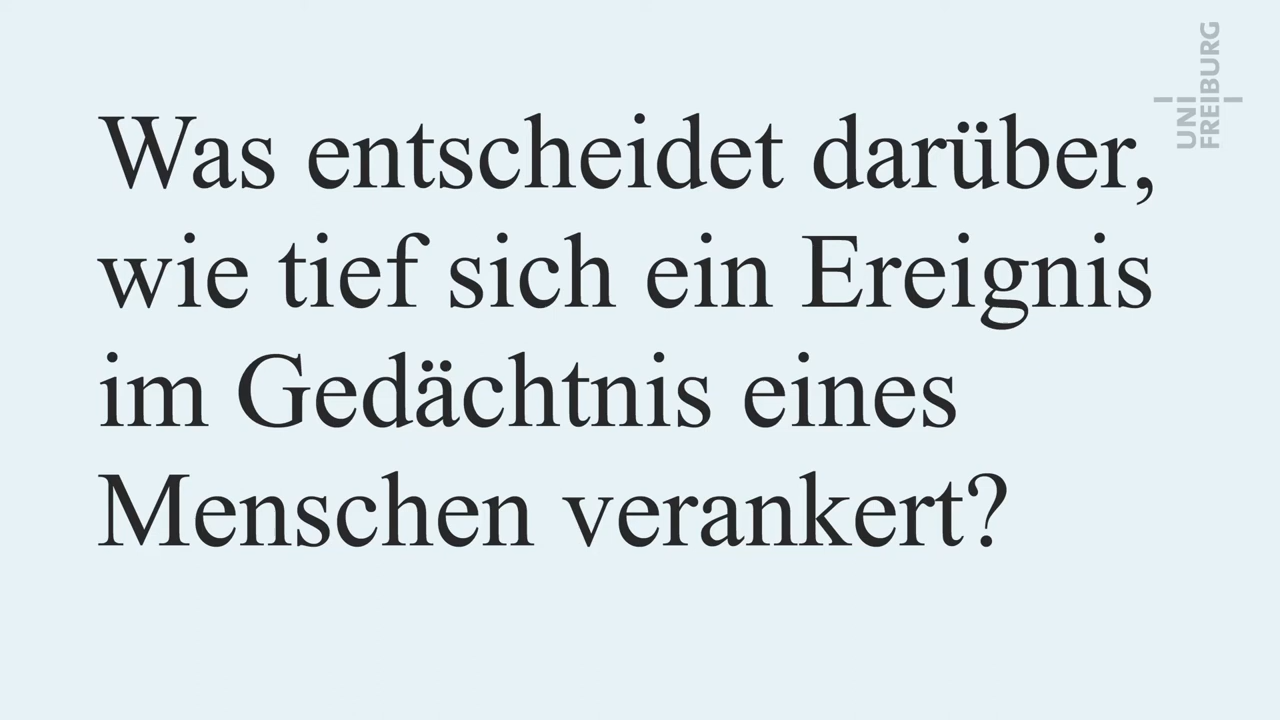 Was entscheidet darüber,
wie tief sich ein Ereignis
im Gedächtnis eines
Menschen verankert?
UNI
FREIBURG